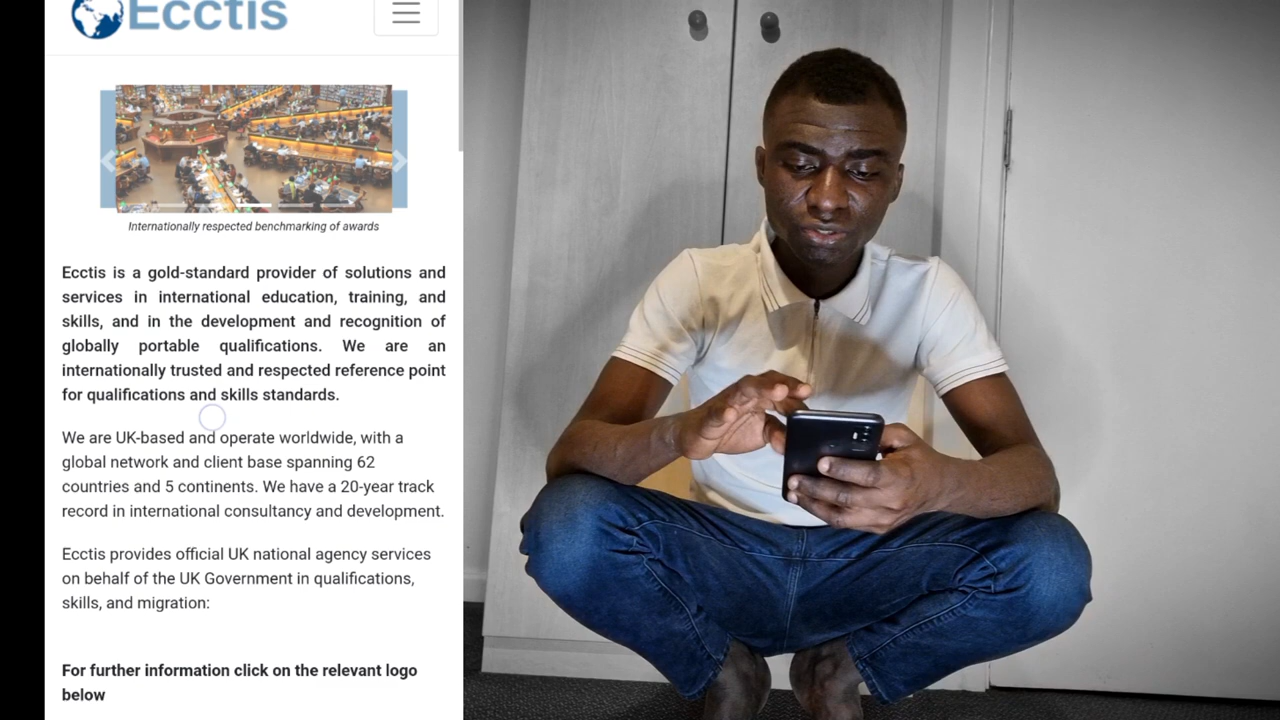 Ecctis
Internationally respected benchmarking of awards
Ecctis is a gold-standard provider of solutions and
services in international education, training, and
skills, and in the development and recognition of
globally portable qualifications. We are an
internationally trusted and respected reference point
for qualifications and skills standards.
We are UK-based and operate worldwide, with a
global network and client base spanning 62
countries and 5 continents. We have a 20-year track
record in international consultancy and development.
Ecctis provides official UK national agency services
on behalf of the UK Government in qualifications,
skills, and migration:
For further information click on the relevant logo
below